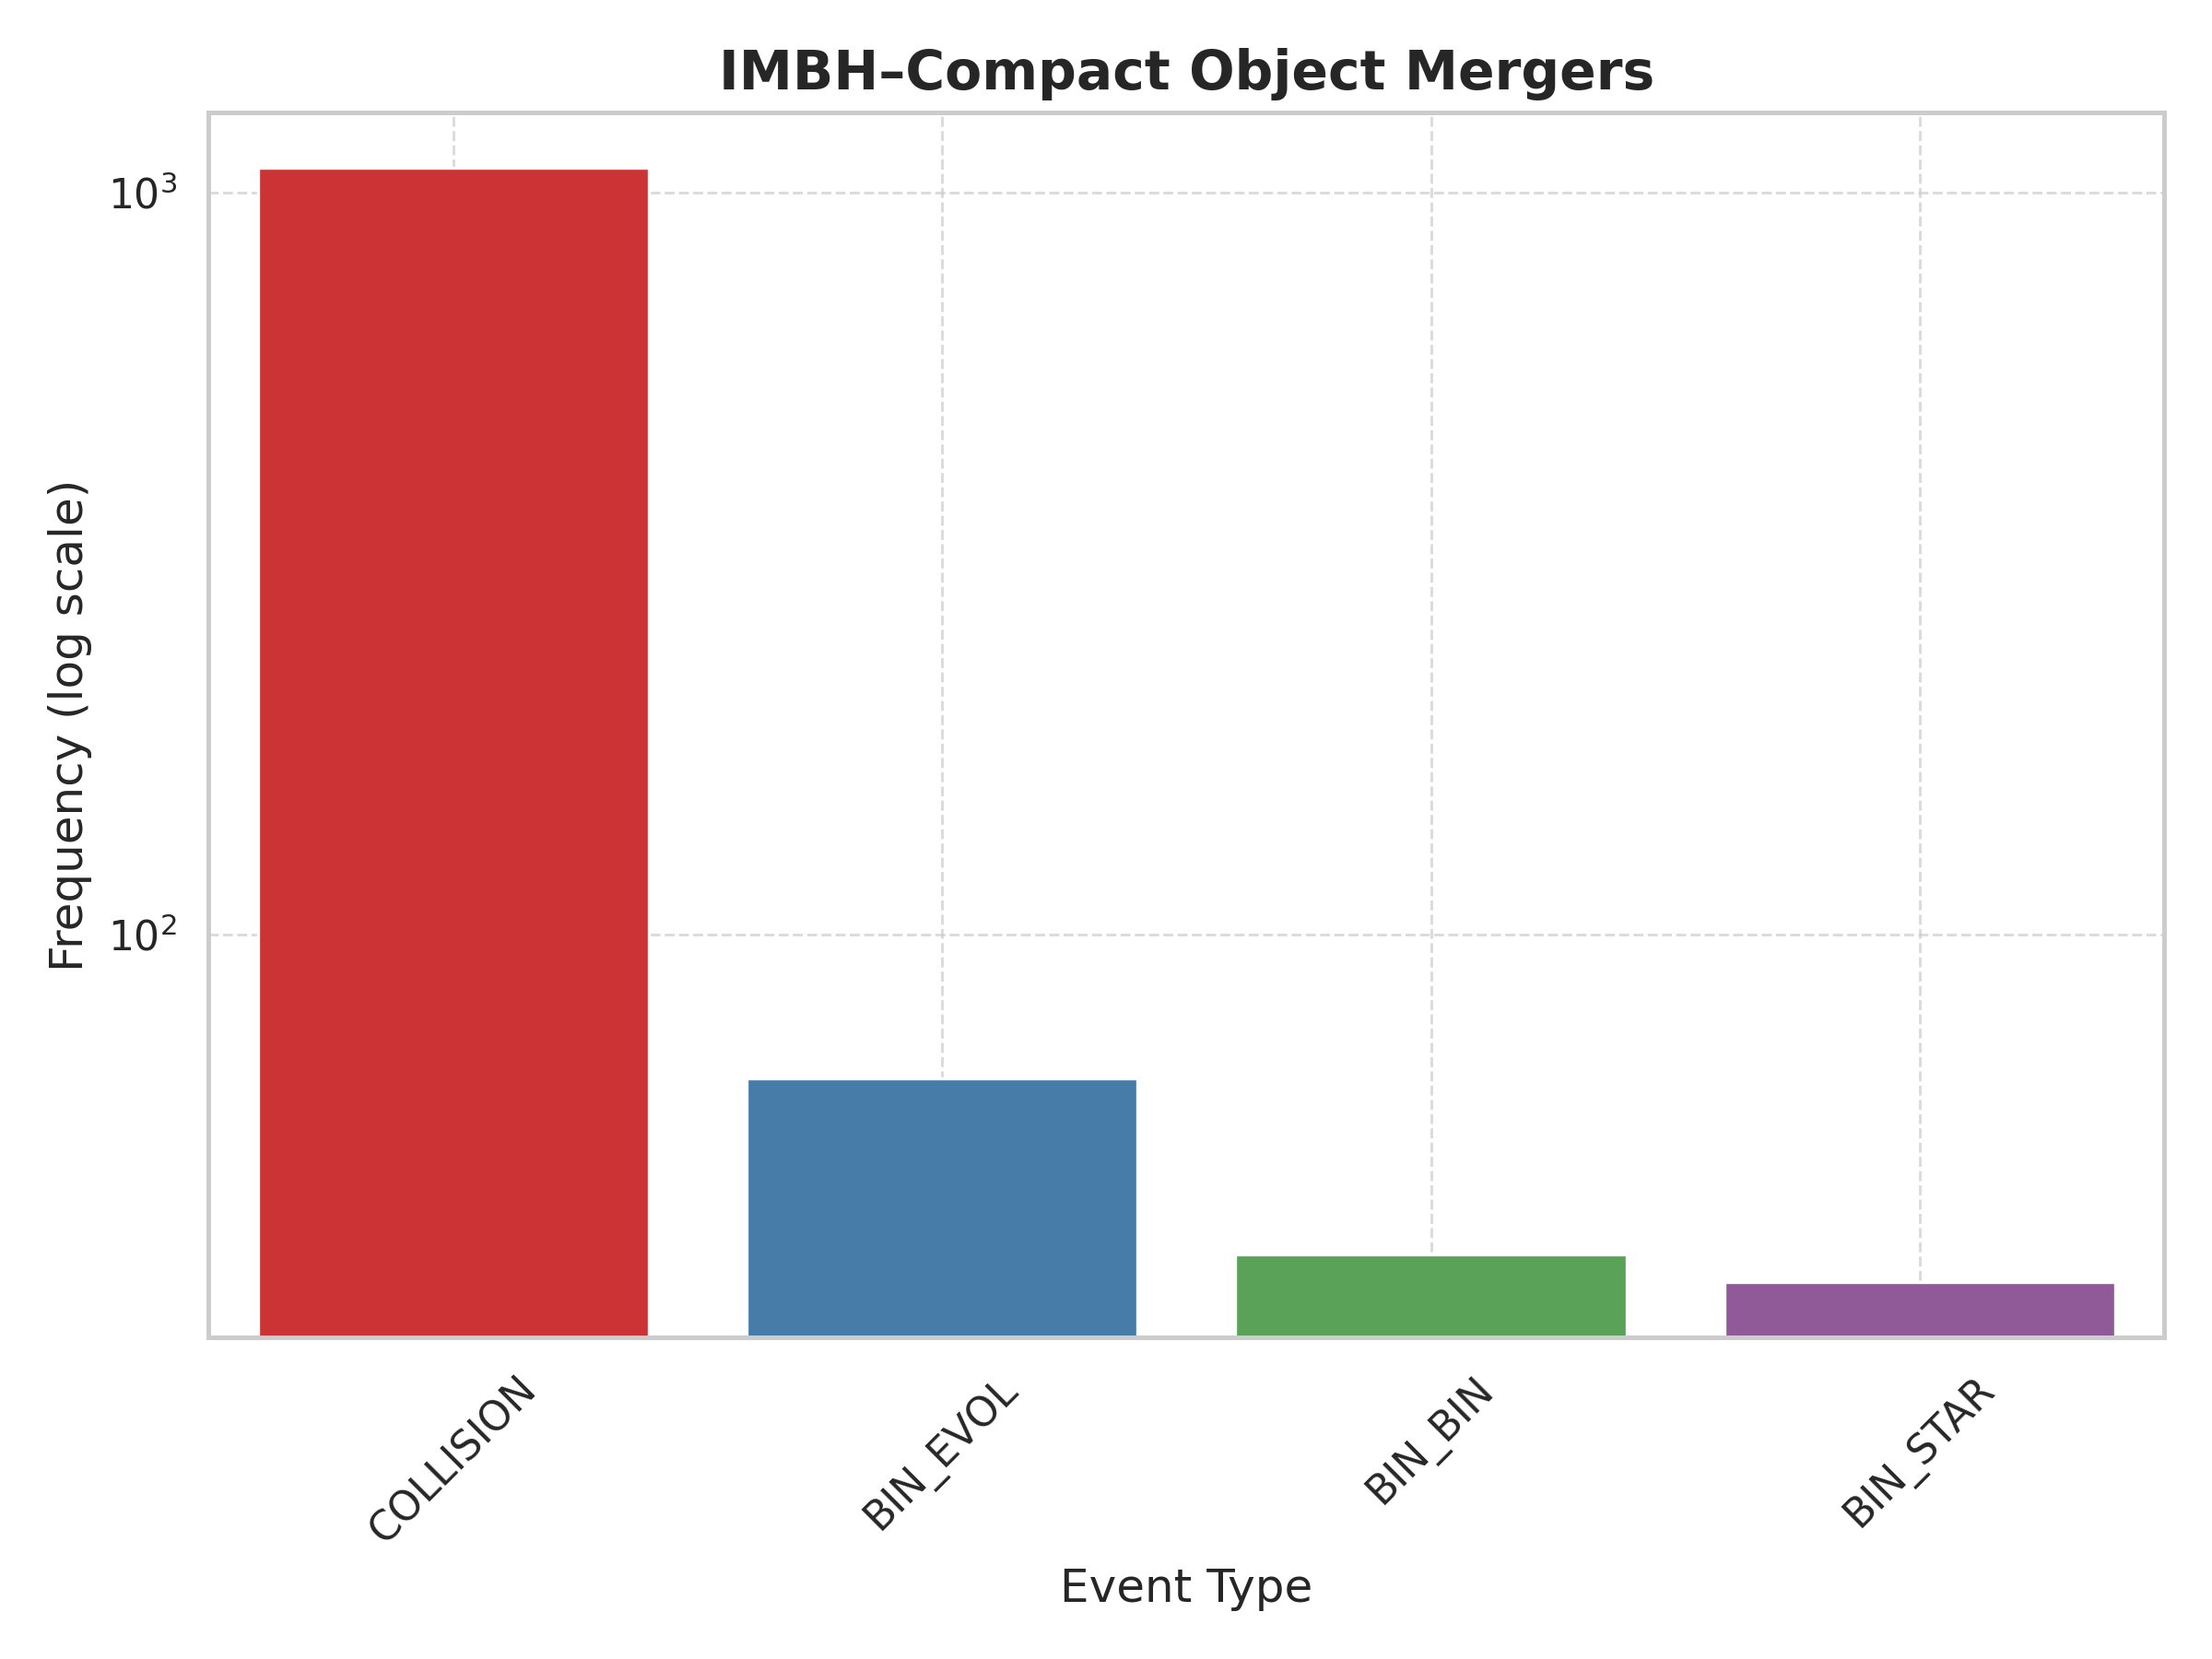 IMBH–Compact Object Mergers
Frequency (log scale)
10³
10²
COLLISION
BIN_EVOL
BIN_BIN
BIN_STAR
Event Type